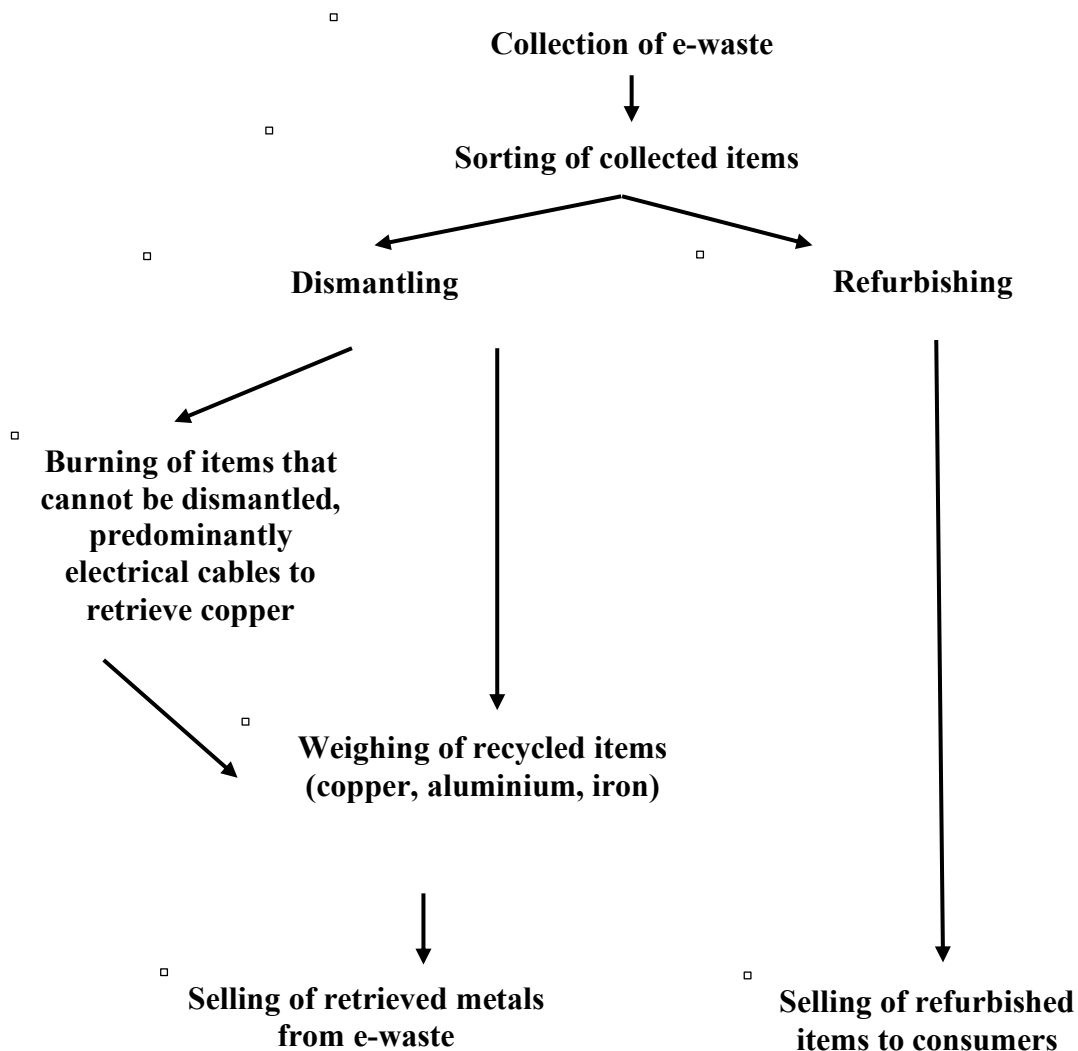 Collection of e-waste
Sorting of collected items
Dismantling
Refurbishing
Burning of items that
cannot be dismantled,
predominantly
electrical cables to
retrieve copper
Weighing of recycled items
(copper, aluminium, iron)
Selling of retrieved metals
from e-waste
Selling of refurbished
items to consumers